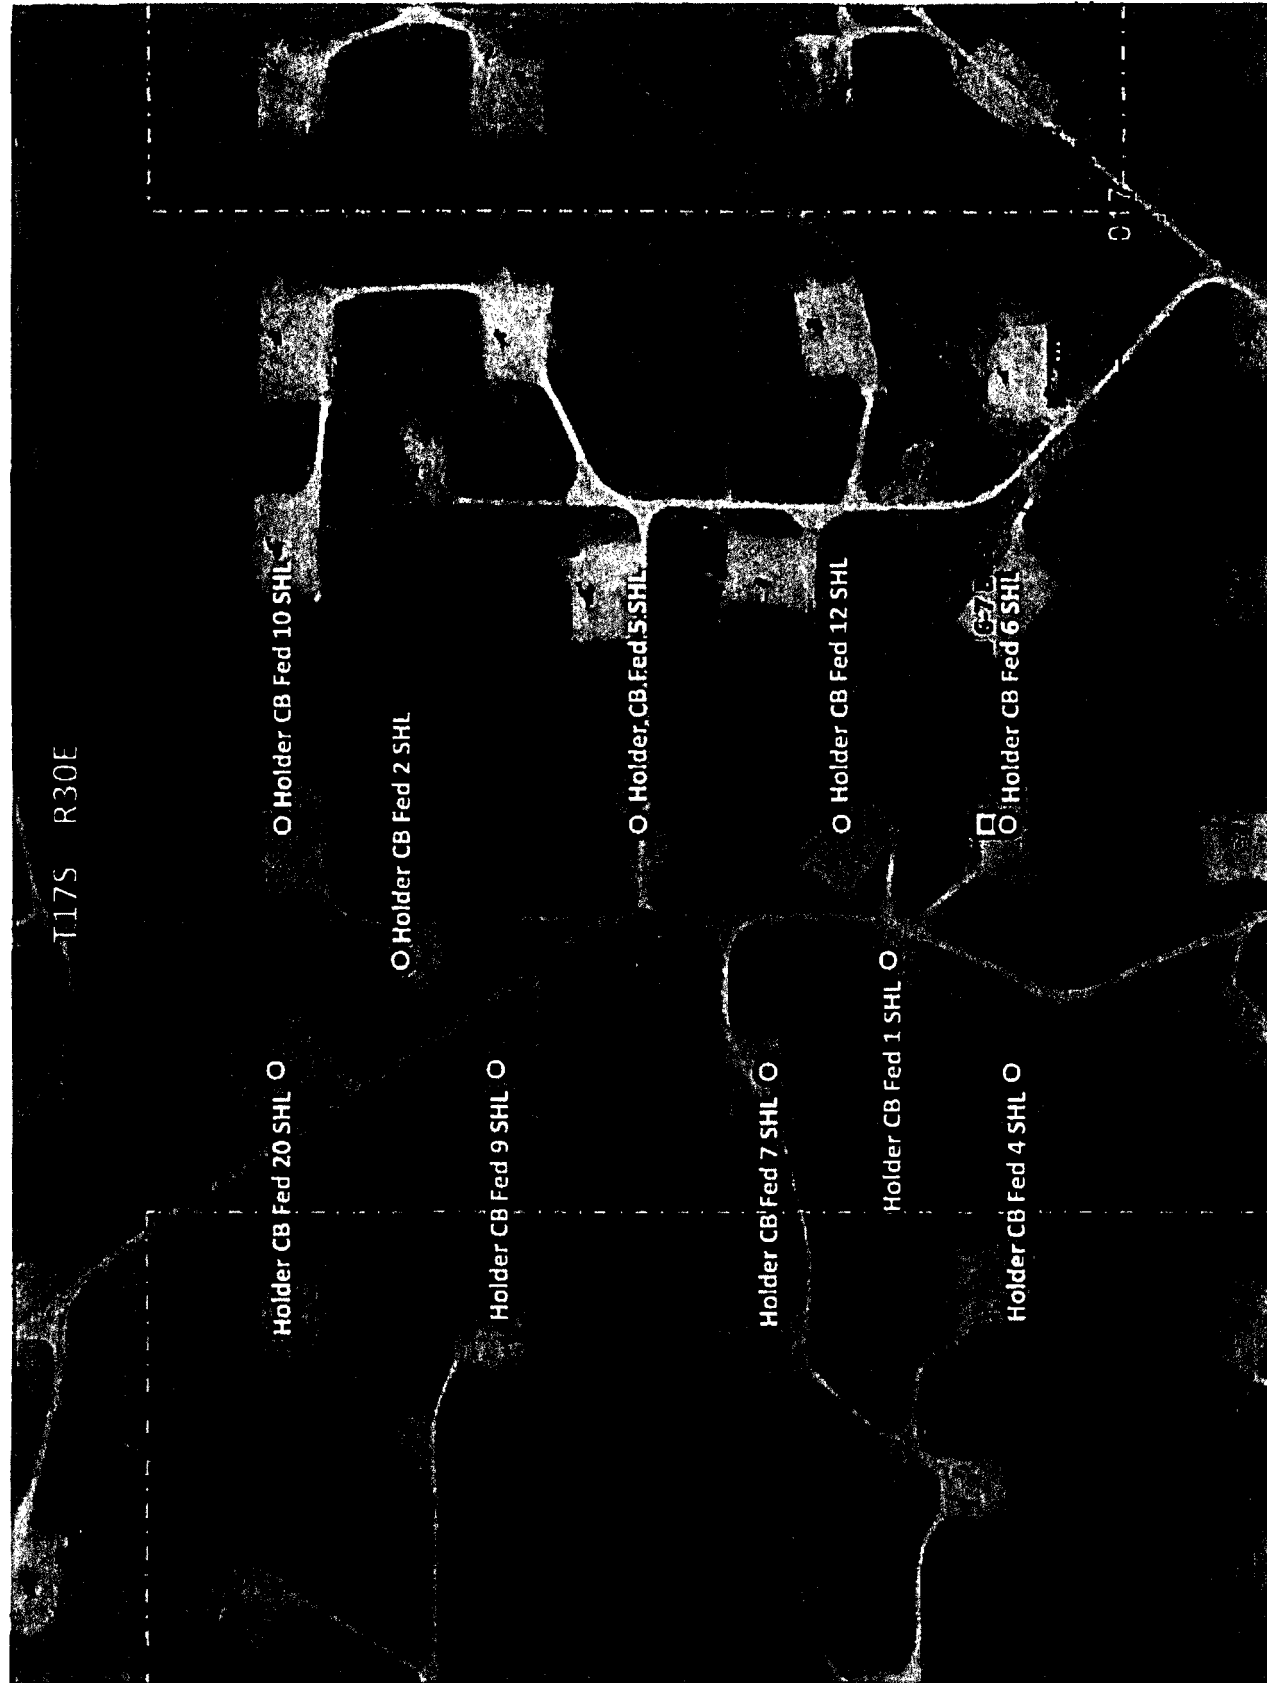 T17S R30E
Holder CB Fed 10 SHL
Holder CB Fed 2 SHL
Holder CB Fed 5 SHL
Holder CB Fed 12 SHL
Holder CB Fed 6 SHL
Holder CB Fed 20 SHL
Holder CB Fed 9 SHL
Holder CB Fed 7 SHL
Holder CB Fed 1 SHL
Holder CB Fed 4 SHL
017